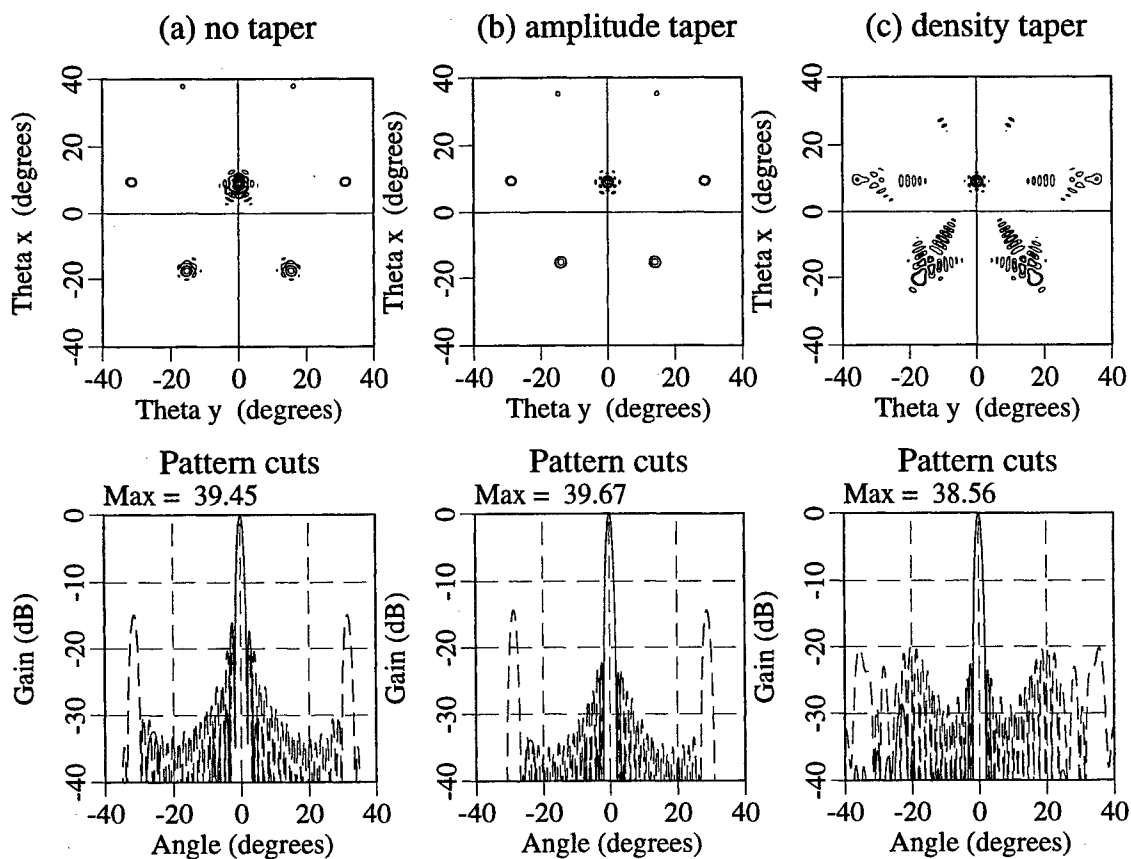 (a) no taper
(b) amplitude taper
(c) density taper
Theta x (degrees)
40
20
0
-20
-40
-40 -20 0 20 40
Theta y (degrees)
Theta x (degrees)
40
20
0
-20
-40
-40 -20 0 20 40
Theta y (degrees)
Theta x (degrees)
40
20
0
-20
-40
-40 -20 0 20 40
Theta y (degrees)
Pattern cuts
Max = 39.45
Gain (dB)
0
-10
-20
-30
-40
-40 -20 0 20 40
Angle (degrees)
Pattern cuts
Max = 39.67
Gain (dB)
0
-10
-20
-30
-40
-40 -20 0 20 40
Angle (degrees)
Pattern cuts
Max = 38.56
Gain (dB)
0
-10
-20
-30
-40
-40 -20 0 20 40
Angle (degrees)